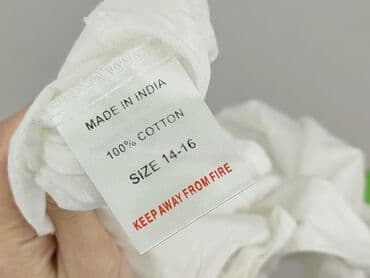 MADE IN INDIA
100% COTTON
SIZE 14-16
KEEP AWAY FROM FIRE